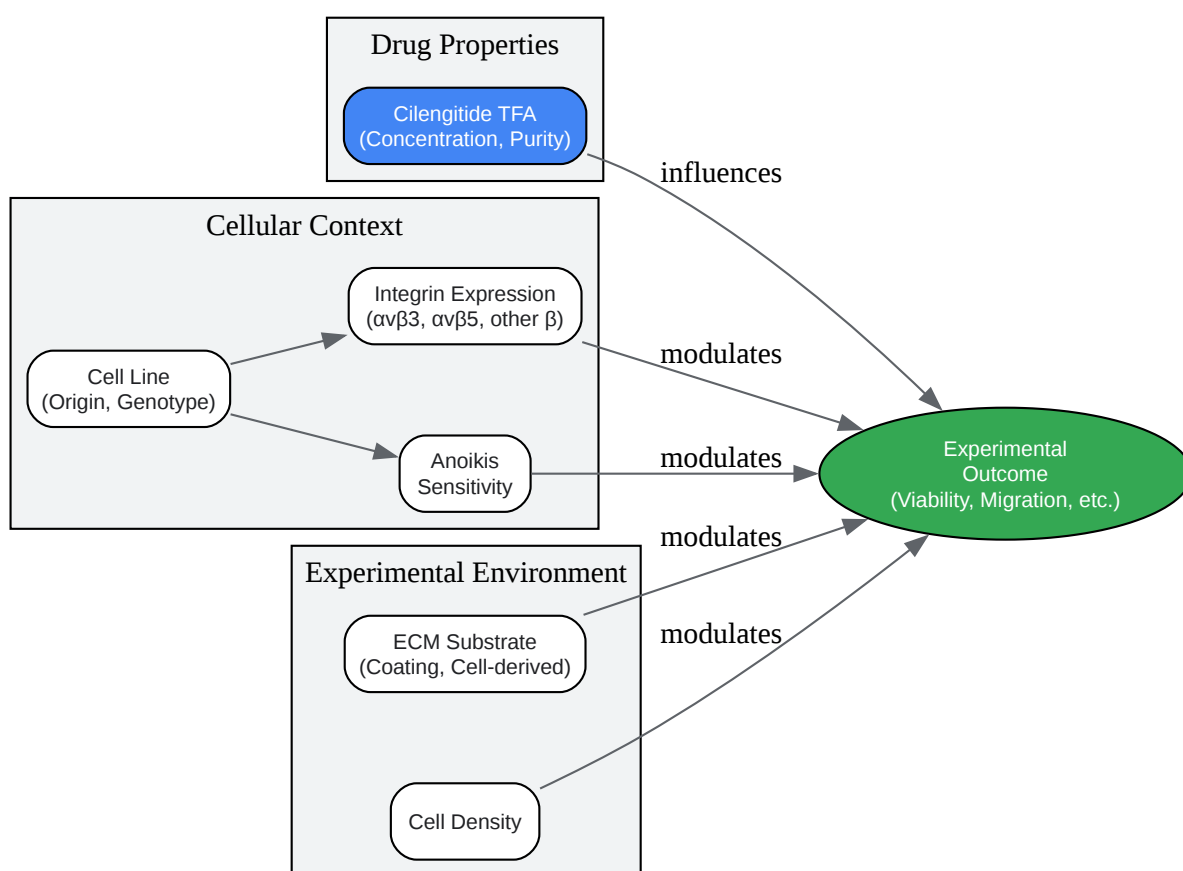 Drug Properties
Cilengitide TFA
(Concentration, Purity)
influences
Cellular Context
Integrin Expression
(αvβ3, αvβ5, other β)
modulates
Cell Line
(Origin, Genotype)
Anoikis
Sensitivity
modulates
Experimental
Outcome
(Viability, Migration, etc.)
modulates
Experimental Environment
ECM Substrate
(Coating, Cell-derived)
modulates
Cell Density